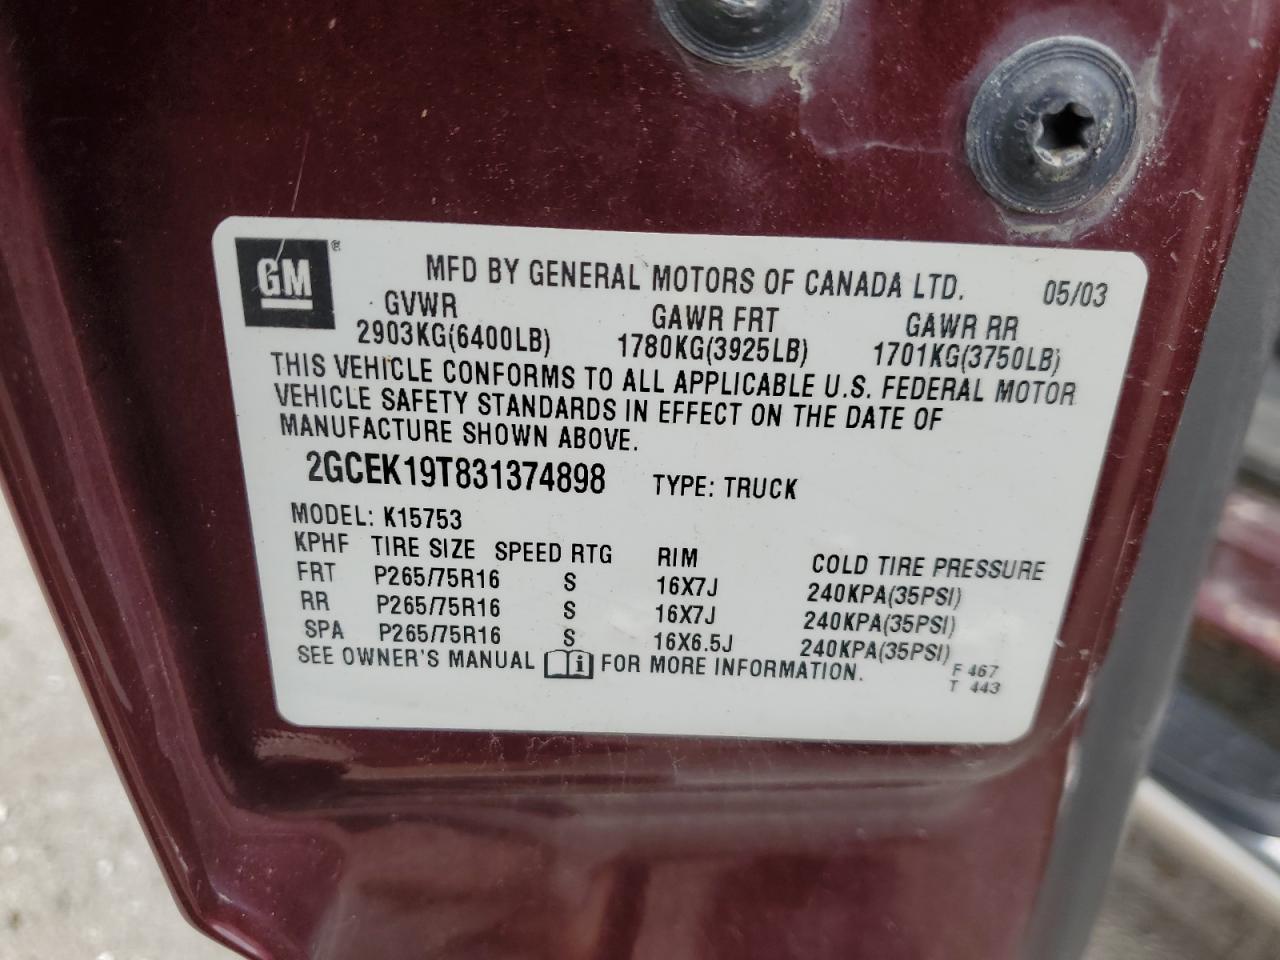 GM®
MFD BY GENERAL MOTORS OF CANADA LTD. 05/03
GVWR GAWR FRT GAWR RR
2903KG(6400LB) 1780KG(3925LB) 1701KG(3750LB)
THIS VEHICLE CONFORMS TO ALL APPLICABLE U.S. FEDERAL MOTOR
VEHICLE SAFETY STANDARDS IN EFFECT ON THE DATE OF
MANUFACTURE SHOWN ABOVE.
2GCEK19T831374898 TYPE: TRUCK
MODEL: K15753
KPHF TIRE SIZE SPEED RTG RIM COLD TIRE PRESSURE
FRT P265/75R16 S 16X7J 240KPA(35PSI)
RR P265/75R16 S 16X7J 240KPA(35PSI)
SPA P265/75R16 S 16X6.5J 240KPA(35PSI)
SEE OWNER'S MANUAL i FOR MORE INFORMATION. F 467
T 443